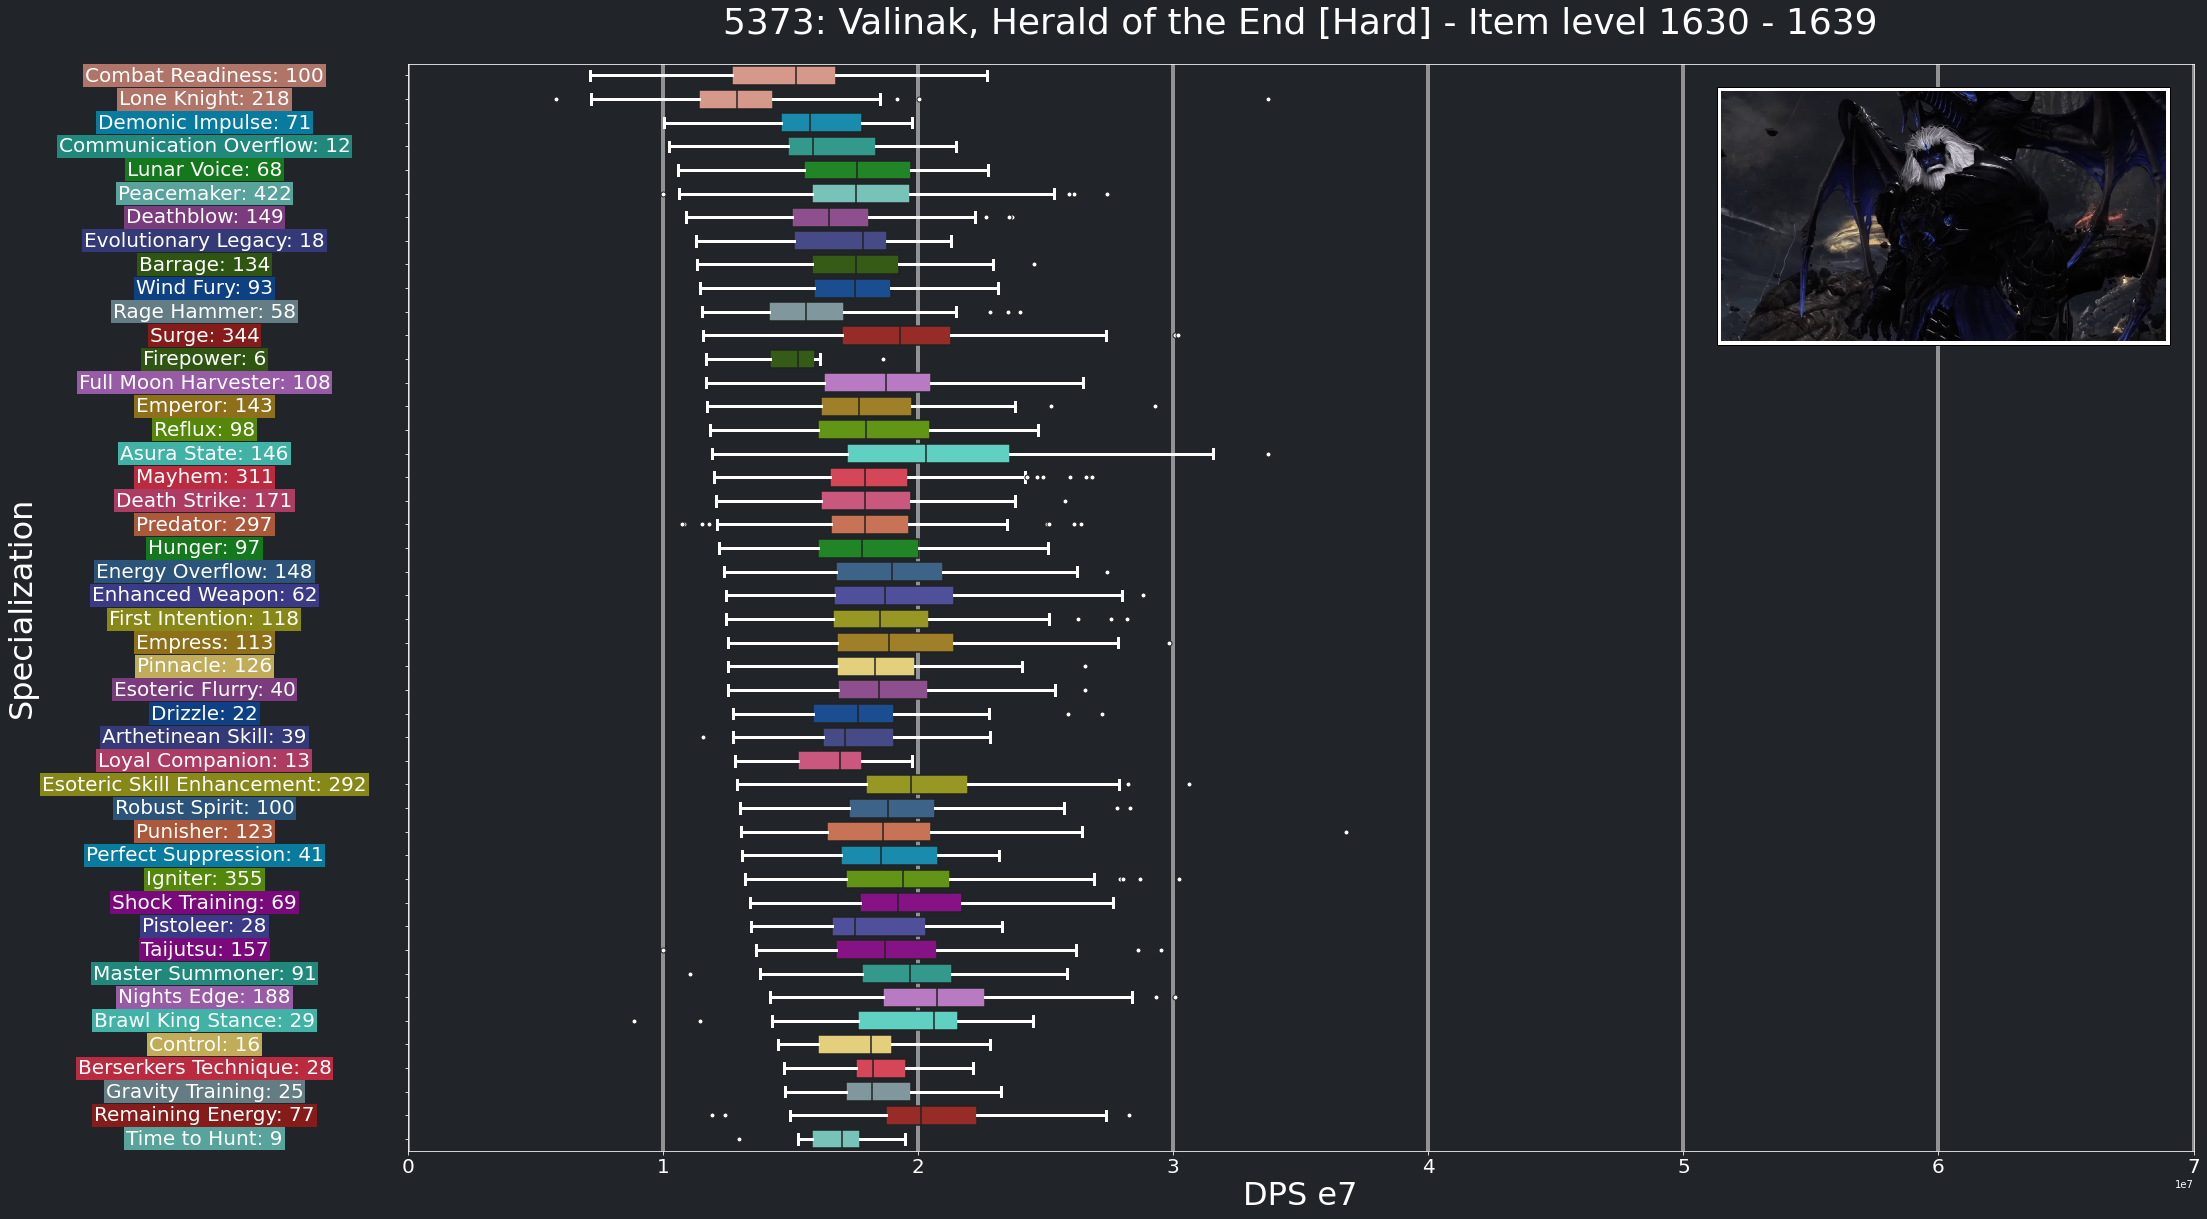 5373: Valinak, Herald of the End [Hard] - Item level 1630 - 1639
Specialization
Combat Readiness: 100
Lone Knight: 218
Demonic Impulse: 71
Communication Overflow: 12
Lunar Voice: 68
Peacemaker: 422
Deathblow: 149
Evolutionary Legacy: 18
Barrage: 134
Wind Fury: 93
Rage Hammer: 58
Surge: 344
Firepower: 6
Full Moon Harvester: 108
Emperor: 143
Reflux: 98
Asura State: 146
Mayhem: 311
Death Strike: 171
Predator: 297
Hunger: 97
Energy Overflow: 148
Enhanced Weapon: 62
First Intention: 118
Empress: 113
Pinnacle: 126
Esoteric Flurry: 40
Drizzle: 22
Arthetinean Skill: 39
Loyal Companion: 13
Esoteric Skill Enhancement: 292
Robust Spirit: 100
Punisher: 123
Perfect Suppression: 41
Igniter: 355
Shock Training: 69
Pistoleer: 28
Taijutsu: 157
Master Summoner: 91
Nights Edge: 188
Brawl King Stance: 29
Control: 16
Berserkers Technique: 28
Gravity Training: 25
Remaining Energy: 77
Time to Hunt: 9
0 1 2 3 4 5 6 7
1e7
DPS e7